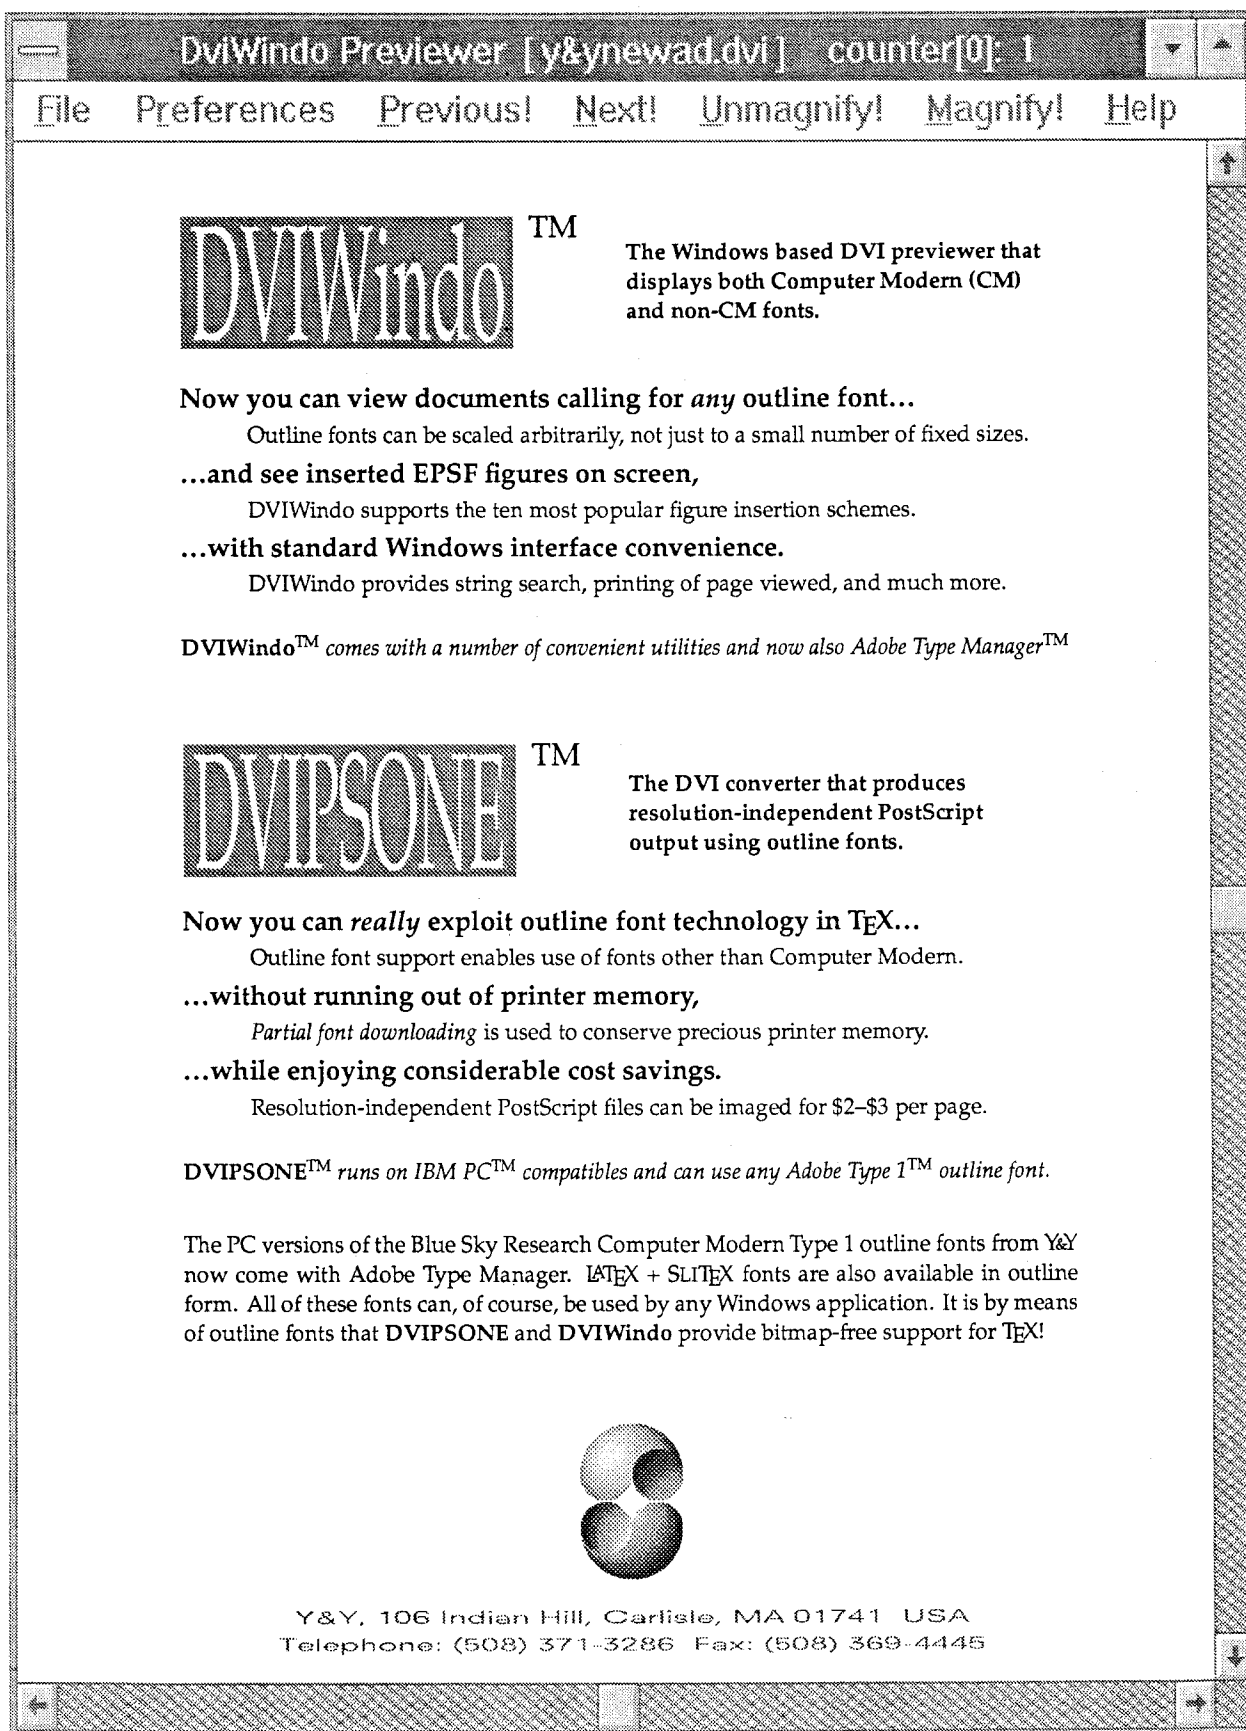 DviWindo Previewer [ y&ynewad.dvi ] counter[0]: 1
File Preferences Previous! Next! Unmagnify! Magnify! Help
DVIWindo TM
The Windows based DVI previewer that
displays both Computer Modern (CM)
and non-CM fonts.
Now you can view documents calling for any outline font...
Outline fonts can be scaled arbitrarily, not just to a small number of fixed sizes.
...and see inserted EPSF figures on screen,
DVIWindo supports the ten most popular figure insertion schemes.
...with standard Windows interface convenience.
DVIWindo provides string search, printing of page viewed, and much more.
DVIWindo™ comes with a number of convenient utilities and now also Adobe Type Manager™
DVIPSONE TM
The DVI converter that produces
resolution-independent PostScript
output using outline fonts.
Now you can really exploit outline font technology in TEX...
Outline font support enables use of fonts other than Computer Modern.
...without running out of printer memory,
Partial font downloading is used to conserve precious printer memory.
...while enjoying considerable cost savings.
Resolution-independent PostScript files can be imaged for $2–$3 per page.
DVIPSONE™ runs on IBM PC™ compatibles and can use any Adobe Type 1™ outline font.
The PC versions of the Blue Sky Research Computer Modern Type 1 outline fonts from Y&Y
now come with Adobe Type Manager. LATEX + SLITEX fonts are also available in outline
form. All of these fonts can, of course, be used by any Windows application. It is by means
of outline fonts that DVIPSONE and DVIWindo provide bitmap-free support for TEX!
Y&Y, 106 Indian Hill, Carlisle, MA 01741 USA
Telephone: (508) 371-3286 Fax: (508) 369-4445